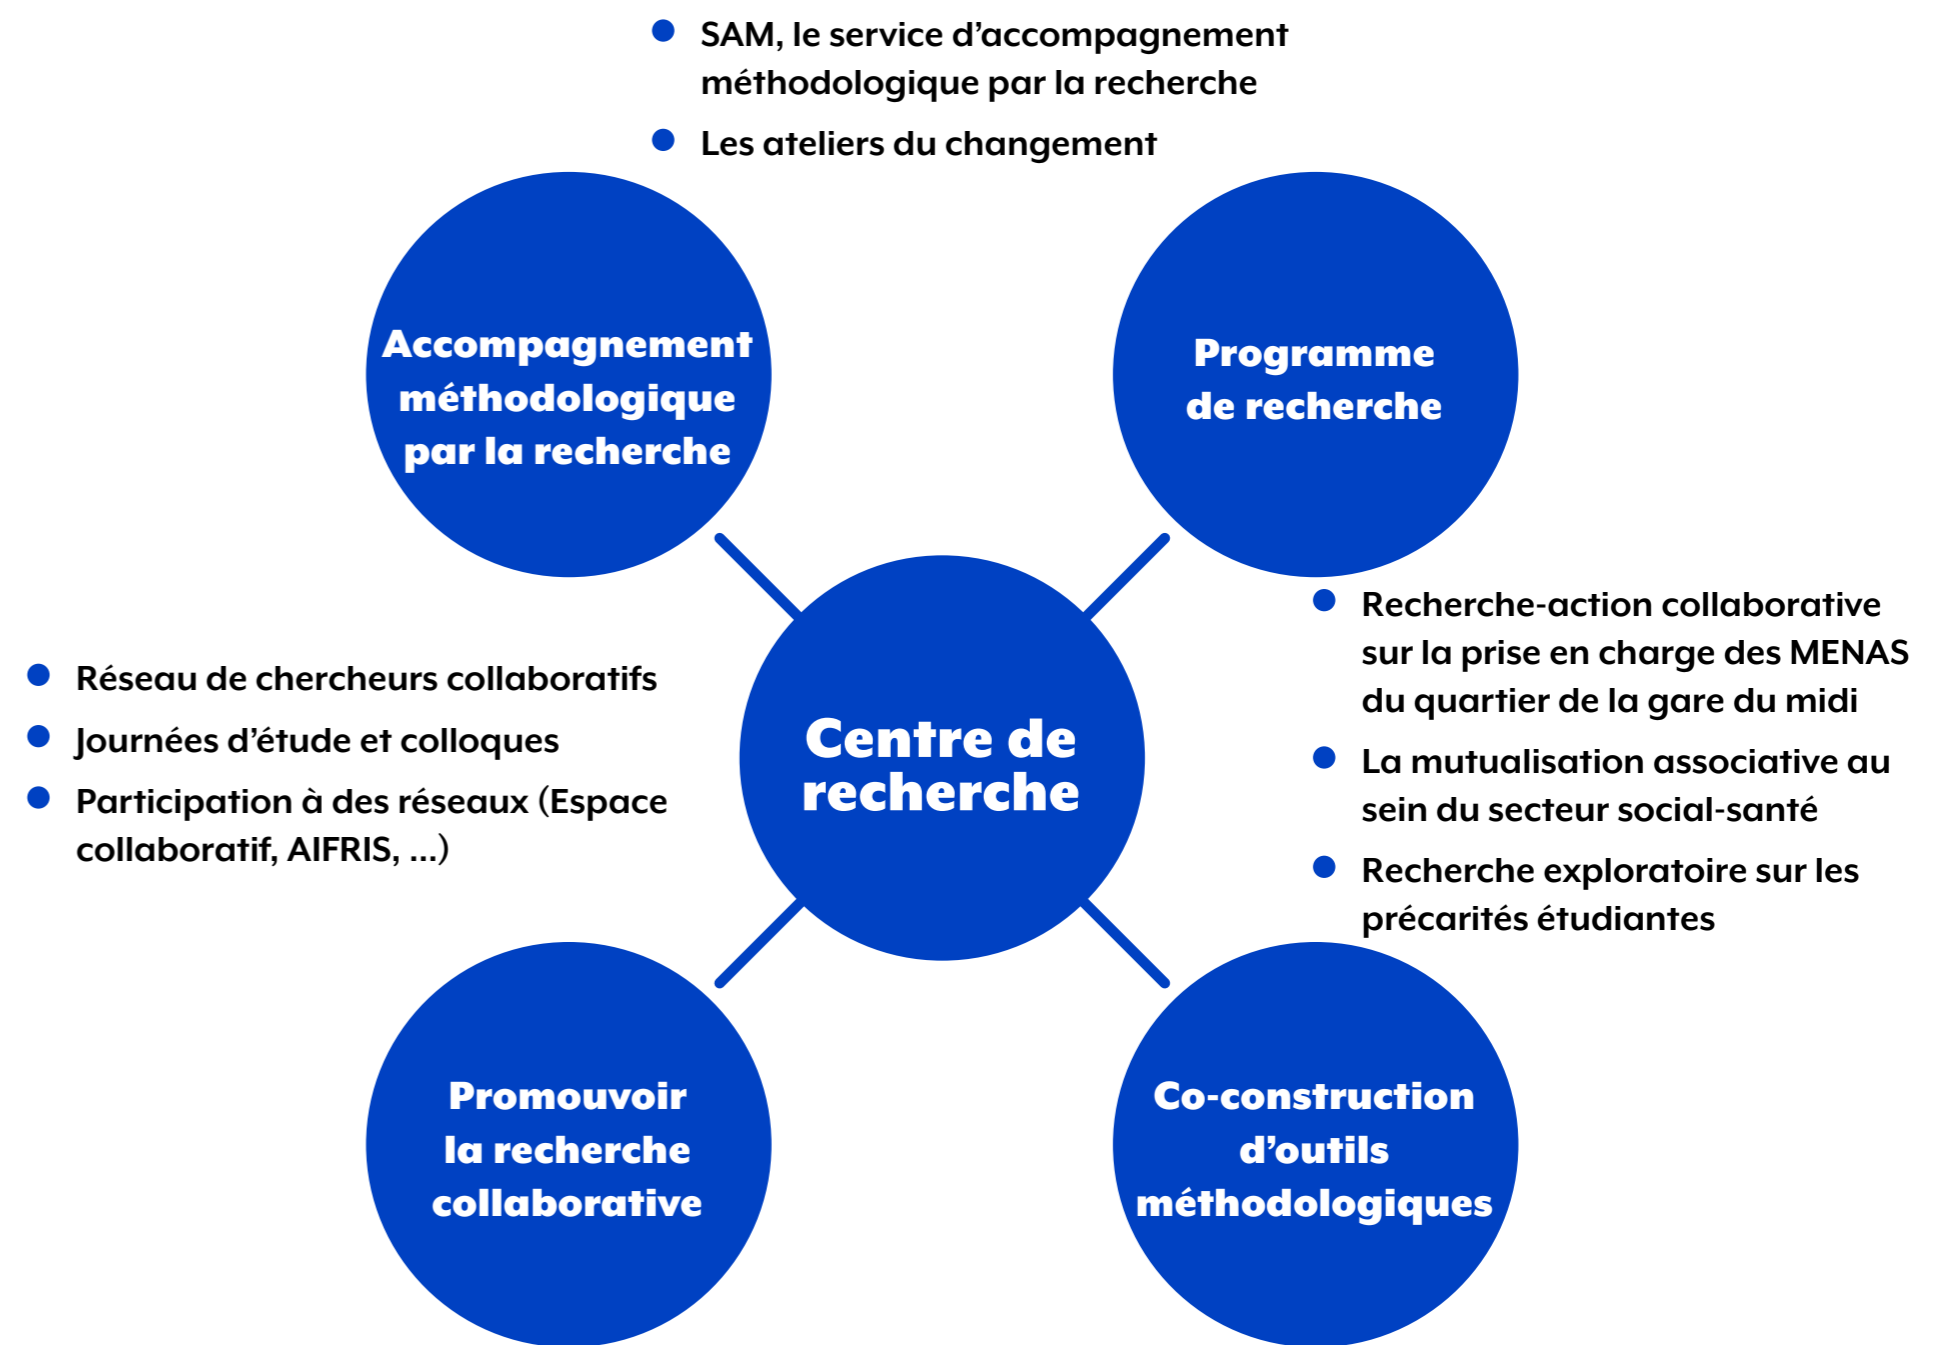 SAM, le service d’accompagnement
méthodologique par la recherche
Les ateliers du changement
Accompagnement
méthodologique
par la recherche
Programme
de recherche
Réseau de chercheurs collaboratifs
Journées d’étude et colloques
Participation à des réseaux (Espace
collaboratif, AIFRIS, ...)
Centre de
recherche
Recherche-action collaborative
sur la prise en charge des MENAS
du quartier de la gare du midi
La mutualisation associative au
sein du secteur social-santé
Recherche exploratoire sur les
précarités étudiantes
Promouvoir
la recherche
collaborative
Co-construction
d’outils
méthodologiques